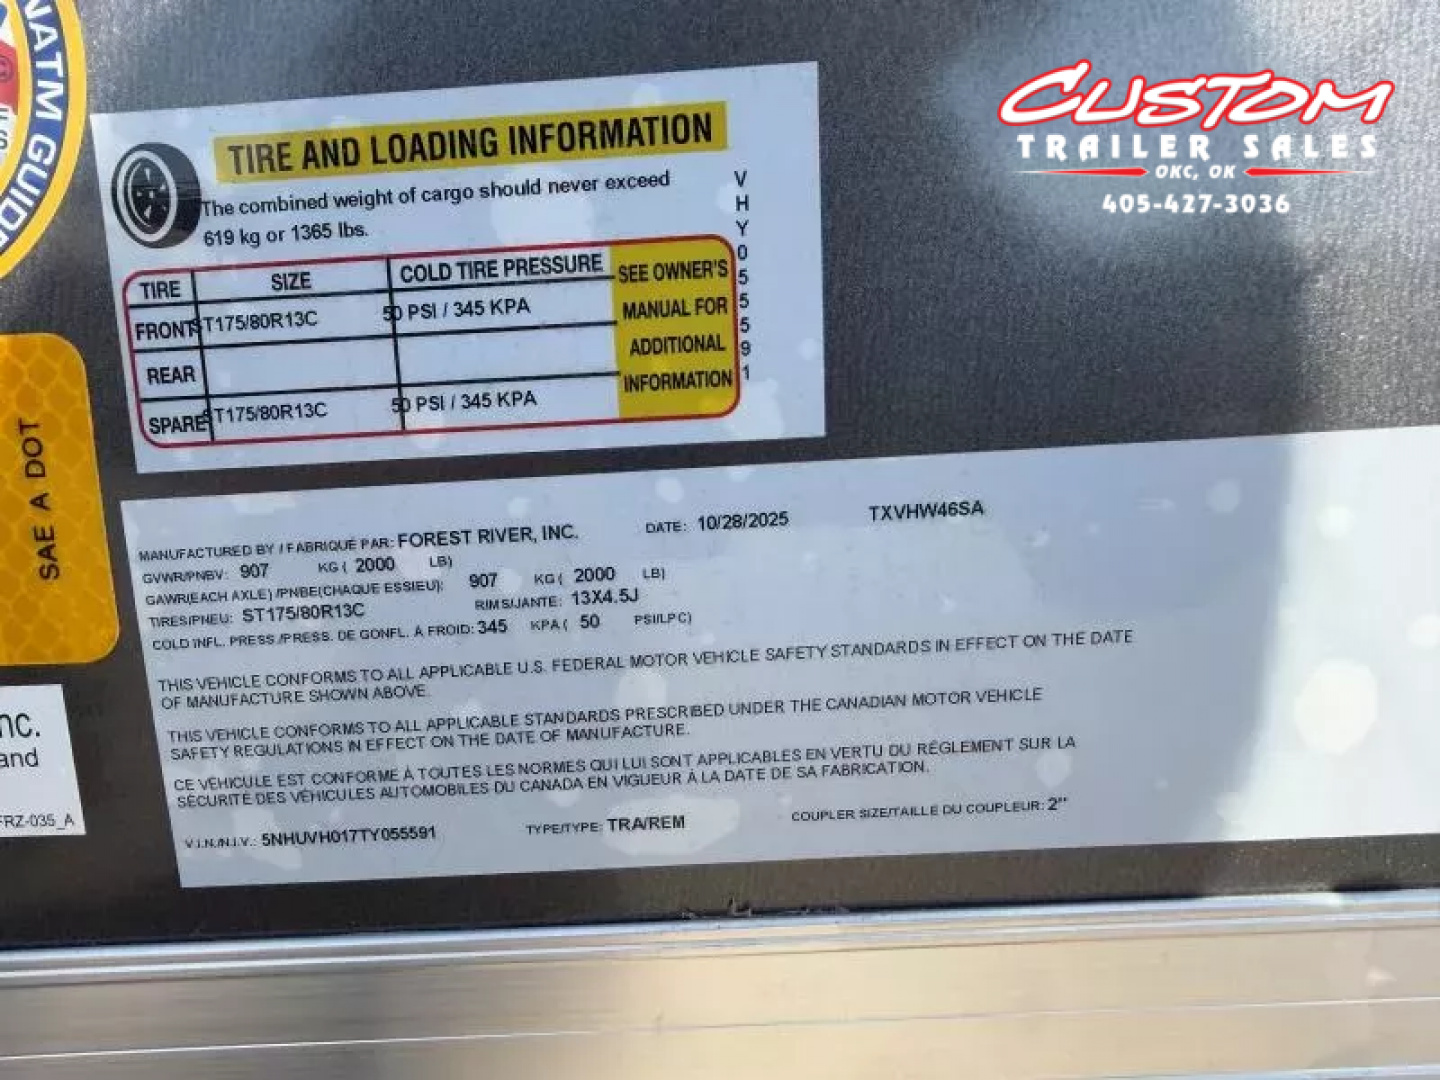 NATM GUIDE
CUSTOM
TRAILER SALES
OKC, OK
405-427-3036
TIRE AND LOADING INFORMATION
The combined weight of cargo should never exceed
619 kg or 1365 lbs.
VHY055591
TIRE SIZE COLD TIRE PRESSURE
FRONT ST175/80R13C 50 PSI / 345 KPA
REAR
SPARE ST175/80R13C 50 PSI / 345 KPA
SEE OWNER'S
MANUAL FOR
ADDITIONAL
INFORMATION
SAE A DOT
MANUFACTURED BY / FABRIQUÉ PAR: FOREST RIVER, INC. DATE: 10/28/2025 TXVHW46SA
GVWR/PNBV: 907 KG ( 2000 LB)
GAWR(EACH AXLE) /PNBE(CHAQUE ESSIEU): 907 KG ( 2000 LB)
TIRES/PNEU: ST175/80R13C RIMS/JANTE: 13X4.5J
COLD INFL. PRESS./PRESS. DE GONFL. À FROID: 345 KPA ( 50 PSI/LPC)
THIS VEHICLE CONFORMS TO ALL APPLICABLE U.S. FEDERAL MOTOR VEHICLE SAFETY STANDARDS IN EFFECT ON THE DATE
OF MANUFACTURE SHOWN ABOVE.
THIS VEHICLE CONFORMS TO ALL APPLICABLE STANDARDS PRESCRIBED UNDER THE CANADIAN MOTOR VEHICLE
SAFETY REGULATIONS IN EFFECT ON THE DATE OF MANUFACTURE.
CE VÉHICULE EST CONFORME À TOUTES LES NORMES QUI LUI SONT APPLICABLES EN VERTU DU RÈGLEMENT SUR LA
SÉCURITÉ DES VÉHICULES AUTOMOBILES DU CANADA EN VIGUEUR À LA DATE DE SA FABRICATION.
V.I.N./N.I.V.: 5NHUVH017TY055591 TYPE/TYPE: TRA/REM COUPLER SIZE/TAILLE DU COUPLEUR: 2"
nc.
and
FRZ-035_A